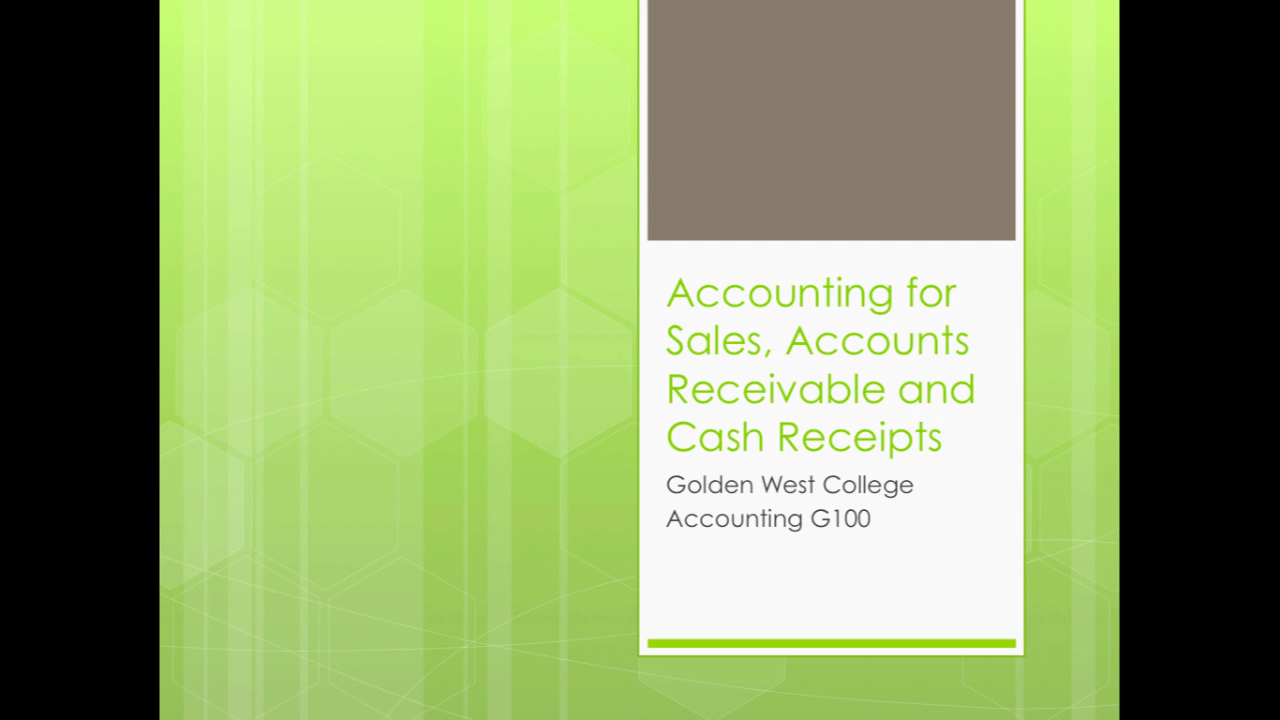 Accounting for
Sales, Accounts
Receivable and
Cash Receipts
Golden West College
Accounting G100